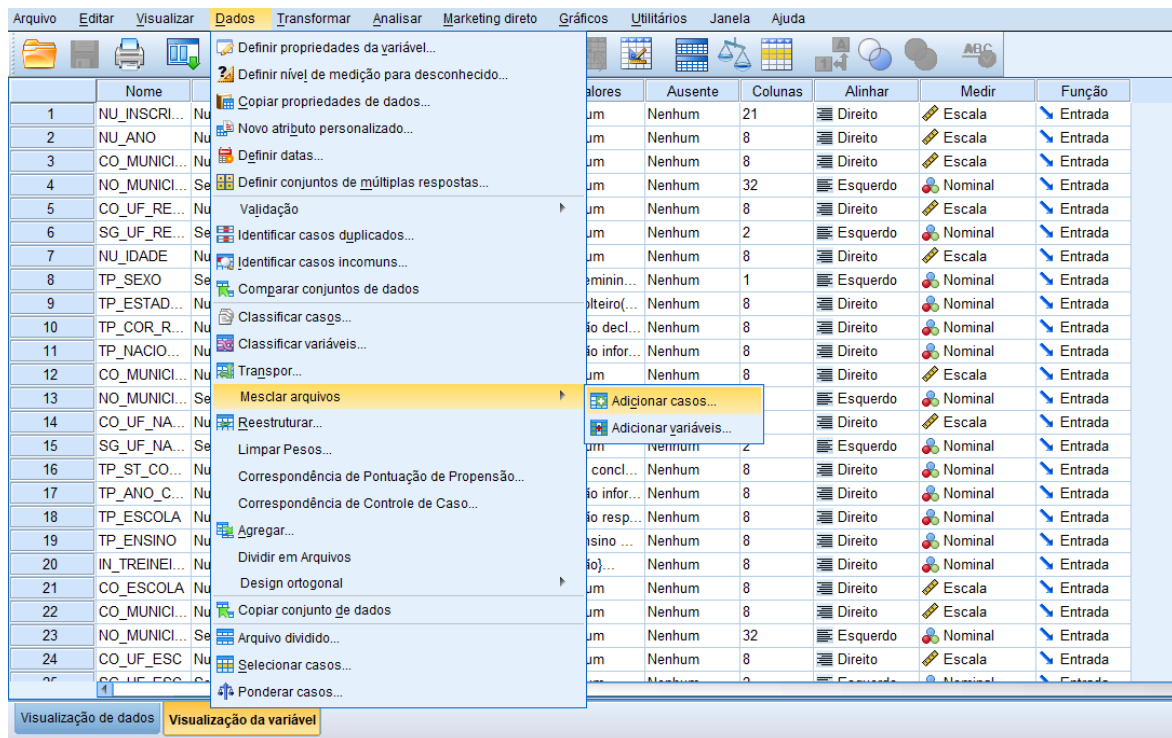 Arquivo Editar Visualizar Dados Transformar Analisar Marketing direto Gráficos Utilitários Janela Ajuda
Definir propriedades da variável...
Definir nível de medição para desconhecido...
Copiar propriedades de dados...
Novo atributo personalizado...
Definir datas...
Definir conjuntos de múltiplas respostas...
Validação
Identificar casos duplicados...
Identificar casos incomuns...
Comparar conjuntos de dados
Classificar casos...
Classificar variáveis...
Transpor...
Mesclar arquivos
Adicionar casos...
Adicionar variáveis...
Reestruturar...
Limpar Pesos...
Correspondência de Pontuação de Propensão...
Correspondência de Controle de Caso...
Agregar...
Dividir em Arquivos
Design ortogonal
Copiar conjunto de dados
Arquivo dividido...
Selecionar casos...
Ponderar casos...
Nome alores Ausente Colunas Alinhar Medir Função
1 NU_INSCRI... Nu um Nenhum 21 Direito Escala Entrada
2 NU_ANO Nu um Nenhum 8 Direito Escala Entrada
3 CO_MUNICI... Nu um Nenhum 8 Direito Escala Entrada
4 NO_MUNICI... Se um Nenhum 32 Esquerdo Nominal Entrada
5 CO_UF_RE... Nu um Nenhum 8 Direito Escala Entrada
6 SG_UF_RE... Se um Nenhum 2 Esquerdo Nominal Entrada
7 NU_IDADE Nu um Nenhum 8 Direito Escala Entrada
8 TP_SEXO Se eminin... Nenhum 1 Esquerdo Nominal Entrada
9 TP_ESTAD... Nu olteiro(... Nenhum 8 Direito Nominal Entrada
10 TP_COR_R... Nu ão decl... Nenhum 8 Direito Nominal Entrada
11 TP_NACIO... Nu ão infor... Nenhum 8 Direito Nominal Entrada
12 CO_MUNICI... Nu um Nenhum 8 Direito Escala Entrada
13 NO_MUNICI... Se Esquerdo Nominal Entrada
14 CO_UF_NA... Nu Direito Escala Entrada
15 SG_UF_NA... Se um Nenhum 2 Esquerdo Nominal Entrada
16 TP_ST_CO... Nu concl... Nenhum 8 Direito Nominal Entrada
17 TP_ANO_C... Nu ão infor... Nenhum 8 Direito Nominal Entrada
18 TP_ESCOLA Nu ão resp... Nenhum 8 Direito Nominal Entrada
19 TP_ENSINO Nu nsino ... Nenhum 8 Direito Nominal Entrada
20 IN_TREINEI... Nu ão}... Nenhum 8 Direito Nominal Entrada
21 CO_ESCOLA Nu um Nenhum 8 Direito Escala Entrada
22 CO_MUNICI... Nu um Nenhum 8 Direito Escala Entrada
23 NO_MUNICI... Se um Nenhum 32 Esquerdo Nominal Entrada
24 CO_UF_ESC Nu um Nenhum 8 Direito Escala Entrada
Visualização de dados Visualização da variável